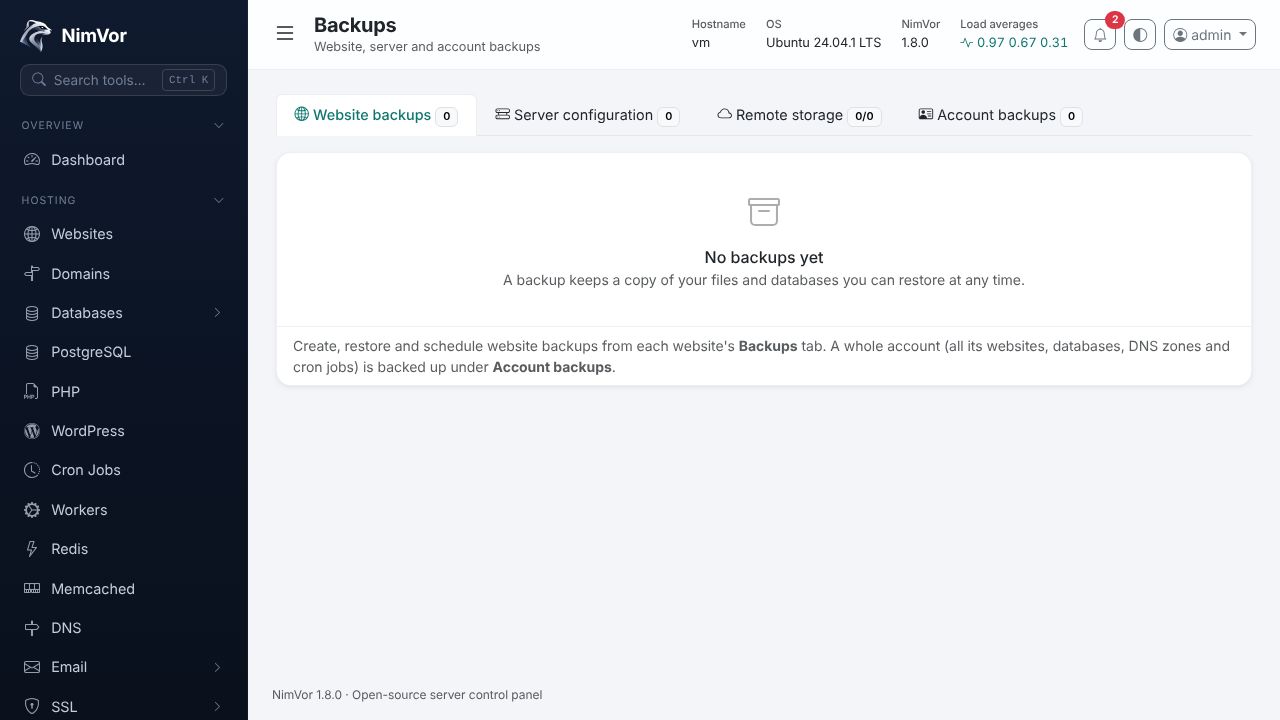 NimVor
Search tools...
Ctrl K
OVERVIEW
Dashboard
HOSTING
Websites
Domains
Databases
PostgreSQL
PHP
WordPress
Cron Jobs
Workers
Redis
Memcached
DNS
Email
SSL
Backups
Website, server and account backups
Hostname
vm
OS
Ubuntu 24.04.1 LTS
NimVor
1.8.0
Load averages
0.97 0.67 0.31
2
admin
Website backups 0
Server configuration 0
Remote storage 0/0
Account backups 0
No backups yet
A backup keeps a copy of your files and databases you can restore at any time.
Create, restore and schedule website backups from each website's Backups tab. A whole account (all its websites, databases, DNS zones and
cron jobs) is backed up under Account backups.
NimVor 1.8.0 · Open-source server control panel